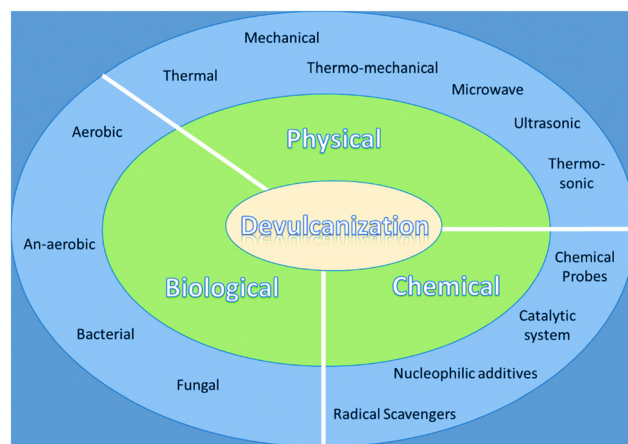 Mechanical
Thermal
Thermo-mechanical
Microwave
Ultrasonic
Thermo-
sonic
Aerobic
An-aerobic
Bacterial
Fungal
Physical
Devulcanization
Biological
Chemical
Chemical
Probes
Catalytic
system
Nucleophilic additives
Radical Scavengers